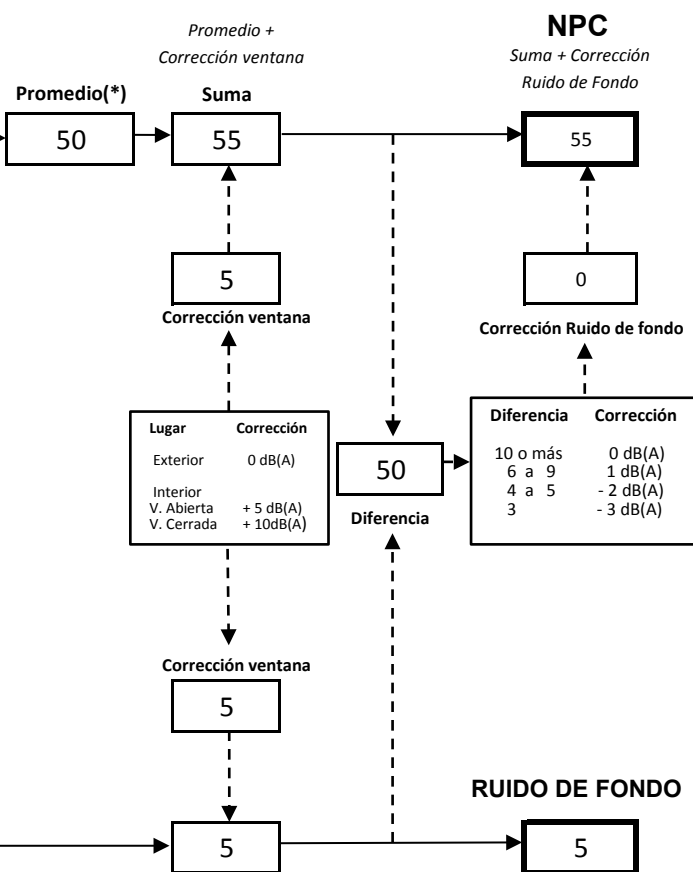 Promedio +
Corrección ventana
NPC
Suma + Corrección
Ruido de Fondo
Promedio(*)
Suma
50
55
55
5
0
Corrección ventana
Corrección Ruido de fondo
Lugar Corrección
Exterior 0 dB(A)
Interior
V. Abierta + 5 dB(A)
V. Cerrada + 10dB(A)
50
Diferencia
Diferencia Corrección
10 o más 0 dB(A)
6 a 9 1 dB(A)
4 a 5 - 2 dB(A)
3 - 3 dB(A)
Corrección ventana
5
RUIDO DE FONDO
5
5